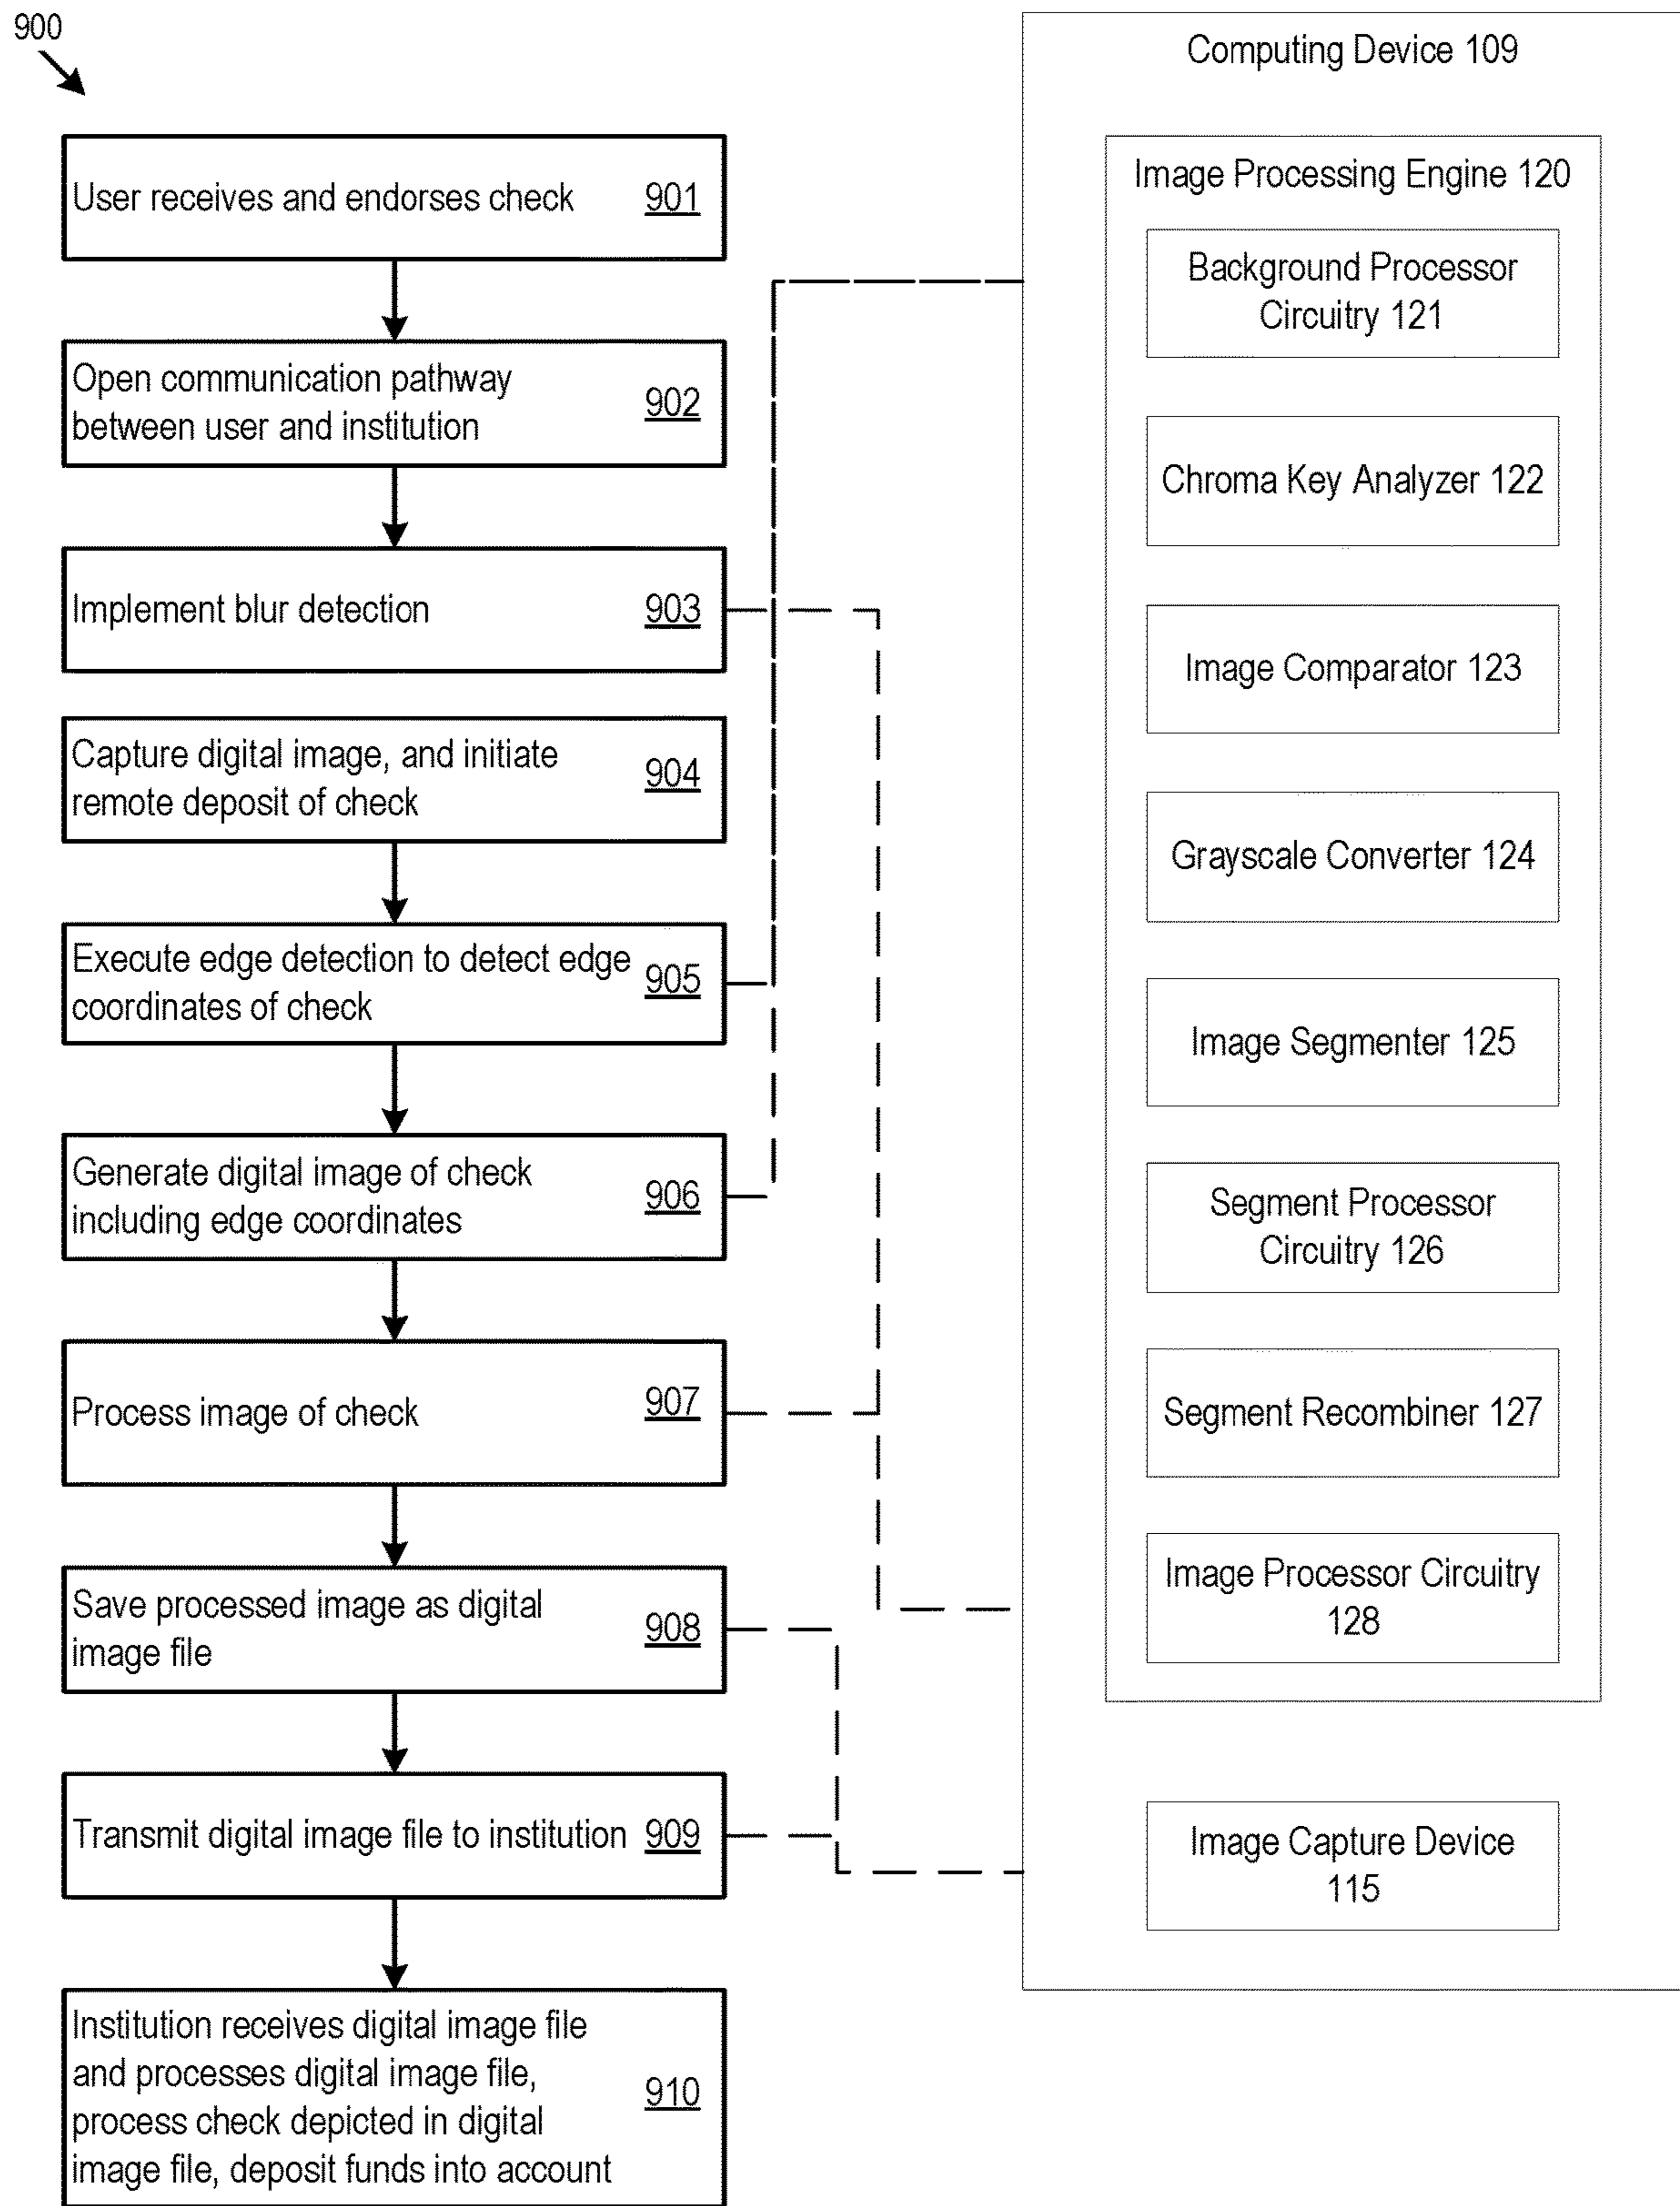 900
User receives and endorses check 901
Open communication pathway
between user and institution 902
Implement blur detection 903
Capture digital image, and initiate
remote deposit of check 904
Execute edge detection to detect edge
coordinates of check 905
Generate digital image of check
including edge coordinates 906
Process image of check 907
Save processed image as digital
image file 908
Transmit digital image file to institution 909
Institution receives digital image file
and processes digital image file,
process check depicted in digital
image file, deposit funds into account 910
Computing Device 109
Image Processing Engine 120
Background Processor
Circuitry 121
Chroma Key Analyzer 122
Image Comparator 123
Grayscale Converter 124
Image Segmenter 125
Segment Processor
Circuitry 126
Segment Recombiner 127
Image Processor Circuitry
128
Image Capture Device
115